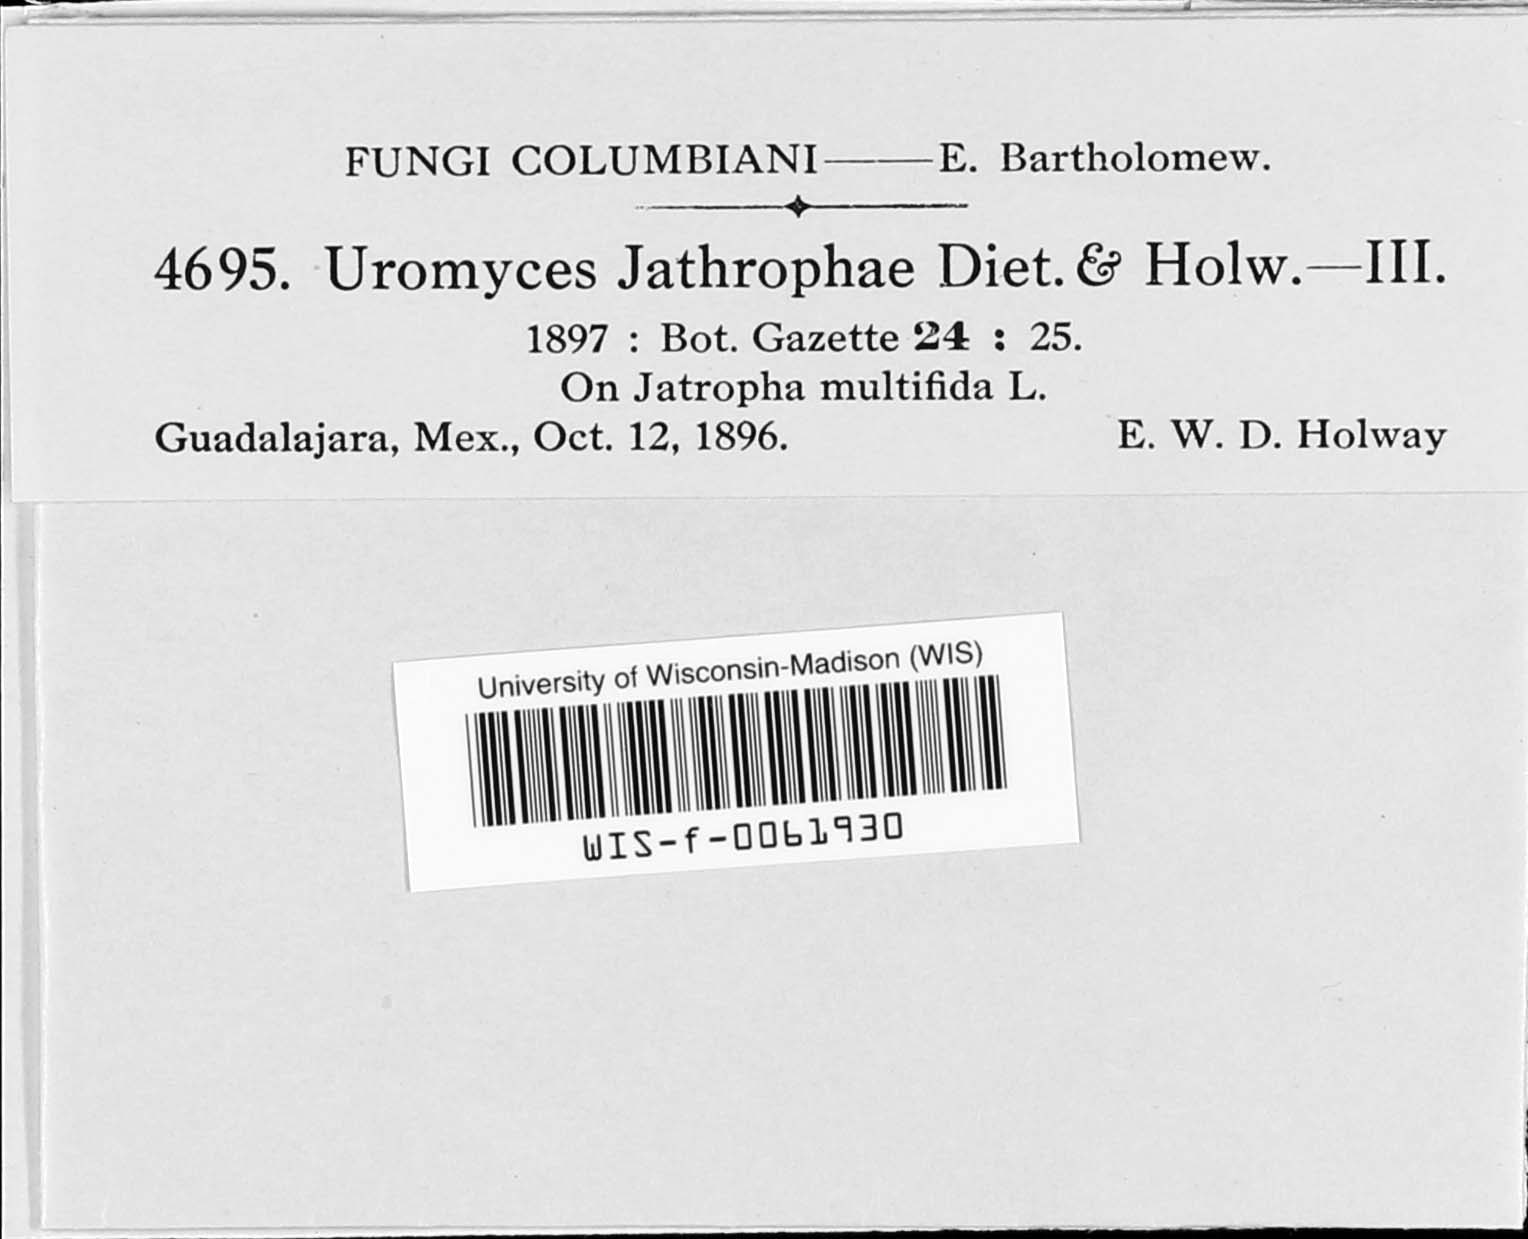 FUNGI COLUMBIANI——E. Bartholomew.
4695. Uromyces Jathrophae Diet. & Holw.—III.
1897 : Bot. Gazette 24 : 25.
On Jatropha multifida L.
Guadalajara, Mex., Oct. 12, 1896. E. W. D. Holway
University of Wisconsin-Madison (WIS)
WIS-f-0061930